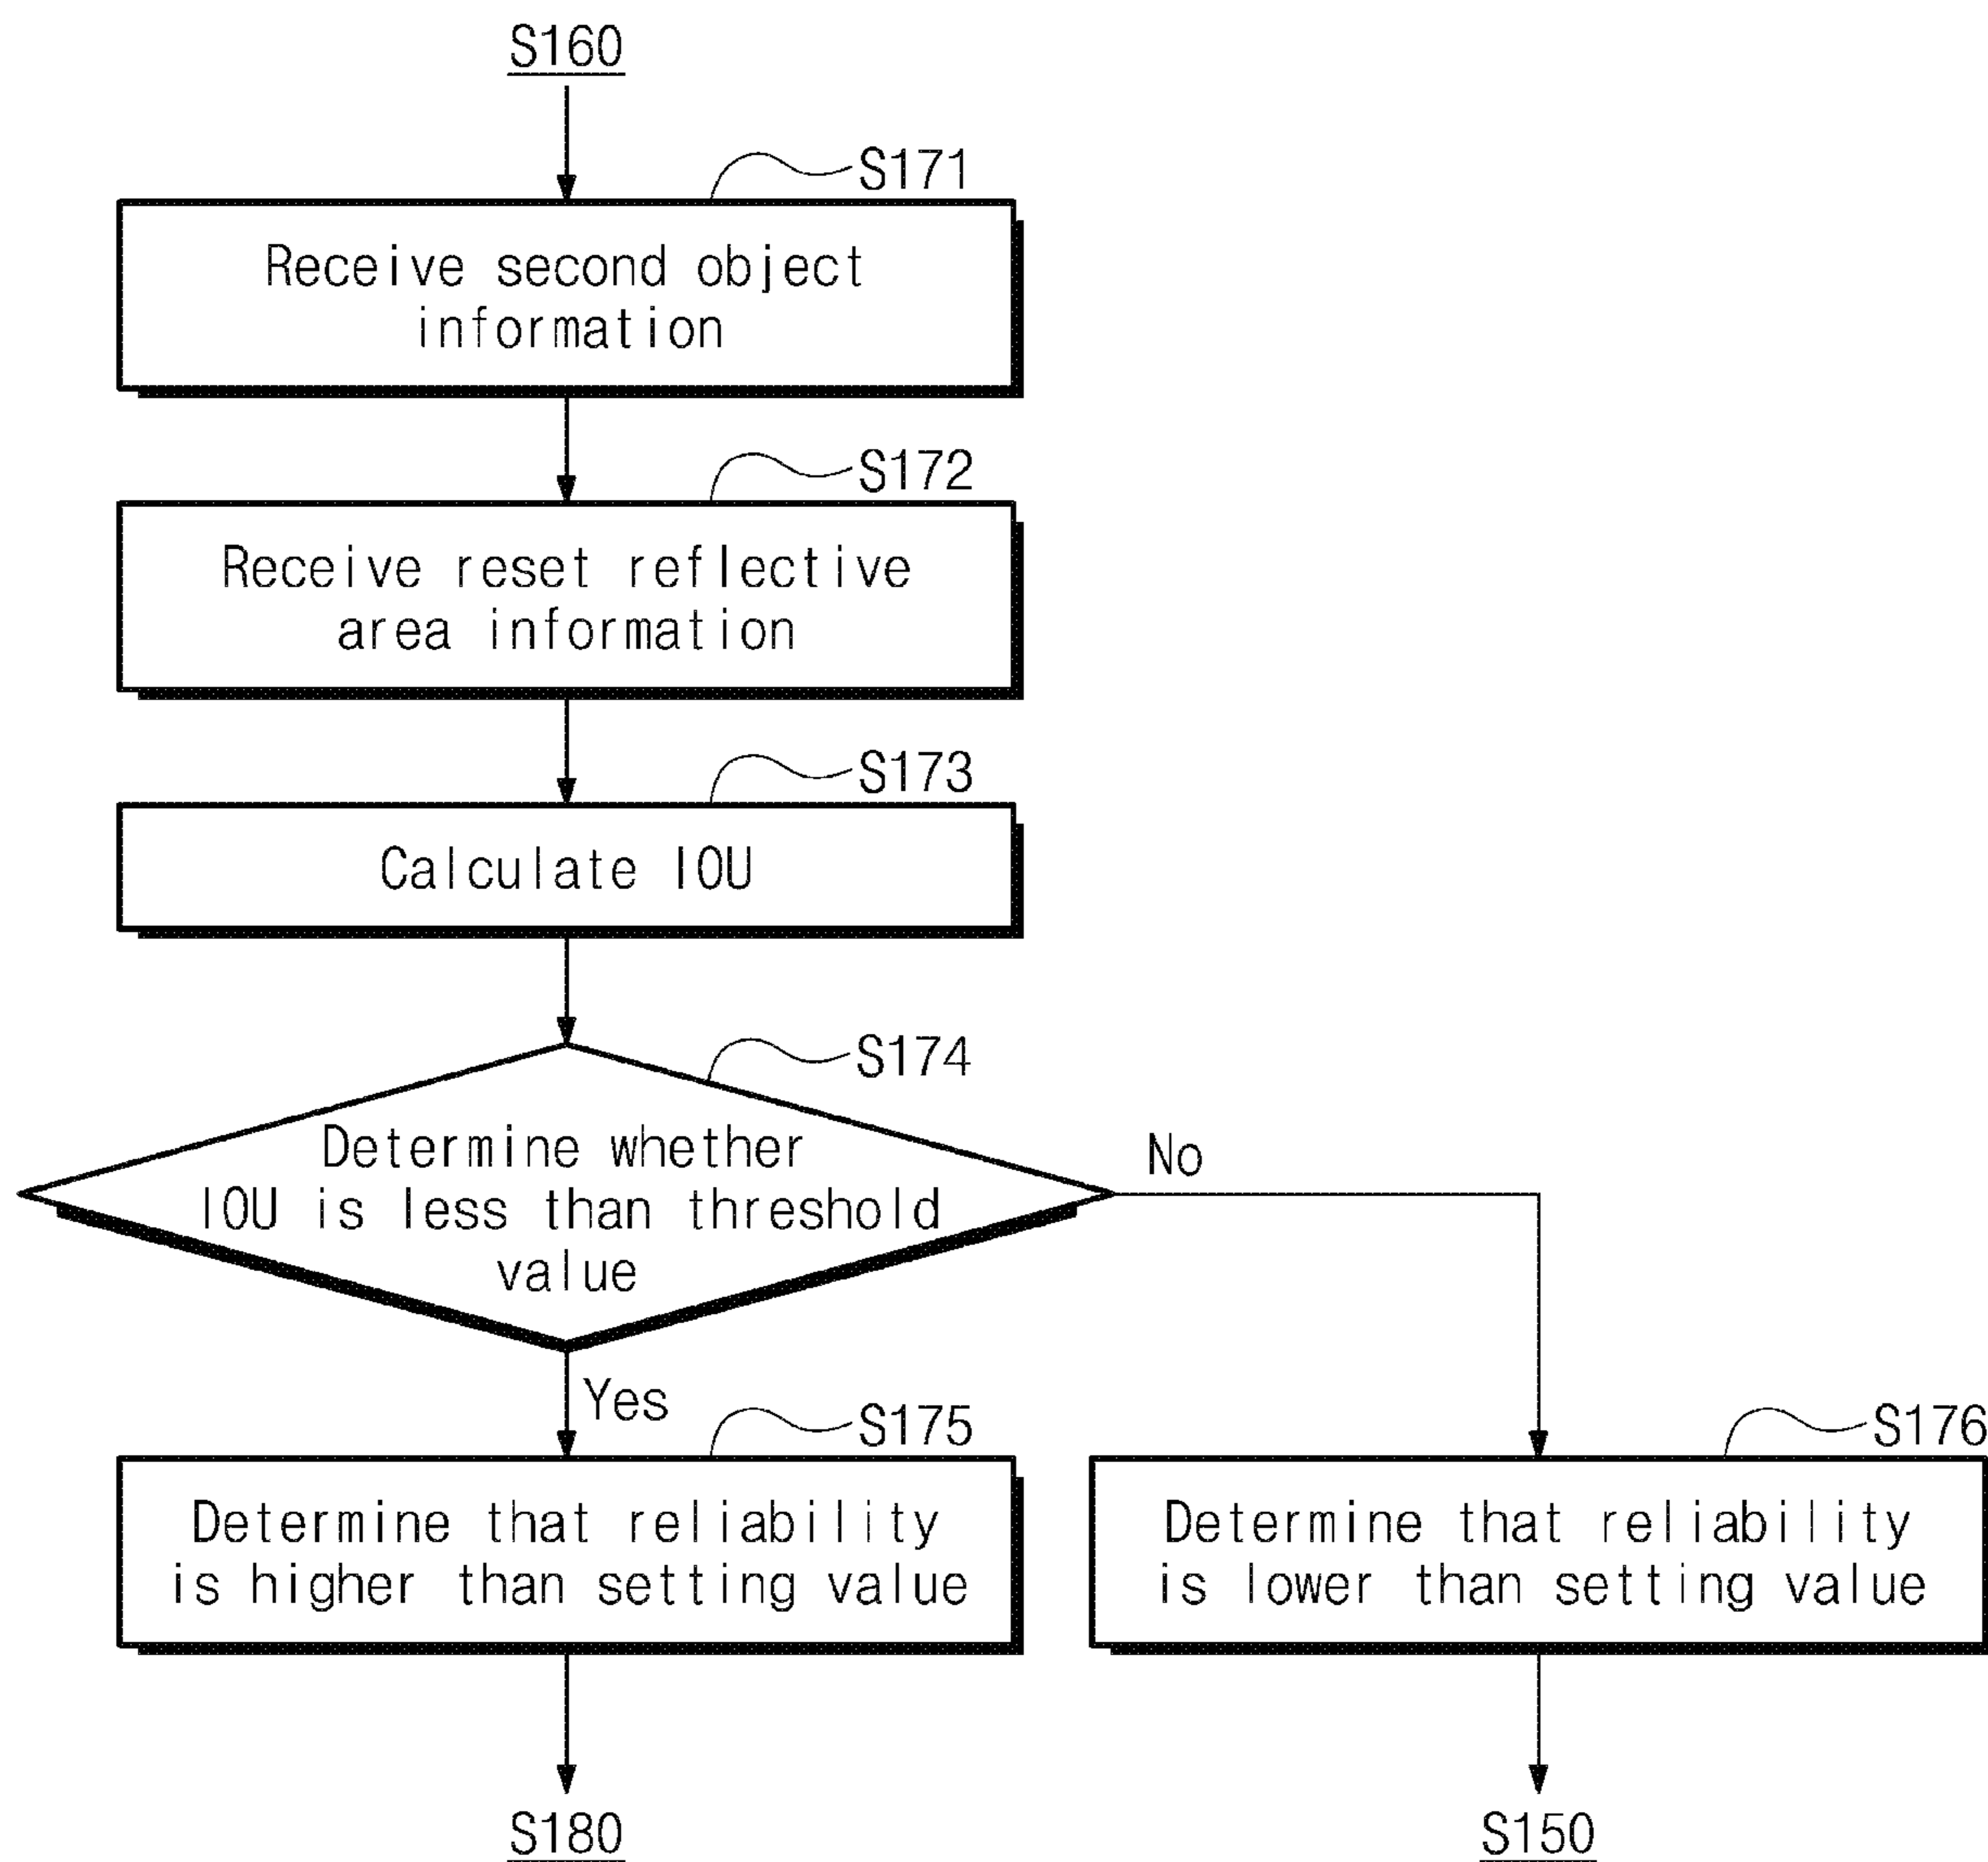 S160
S171
Receive second object
information
S172
Receive reset reflective
area information
S173
Calculate IOU
S174
Determine whether
IOU is less than threshold
value
No
Yes
S175
Determine that reliability
is higher than setting value
S176
Determine that reliability
is lower than setting value
S180
S150